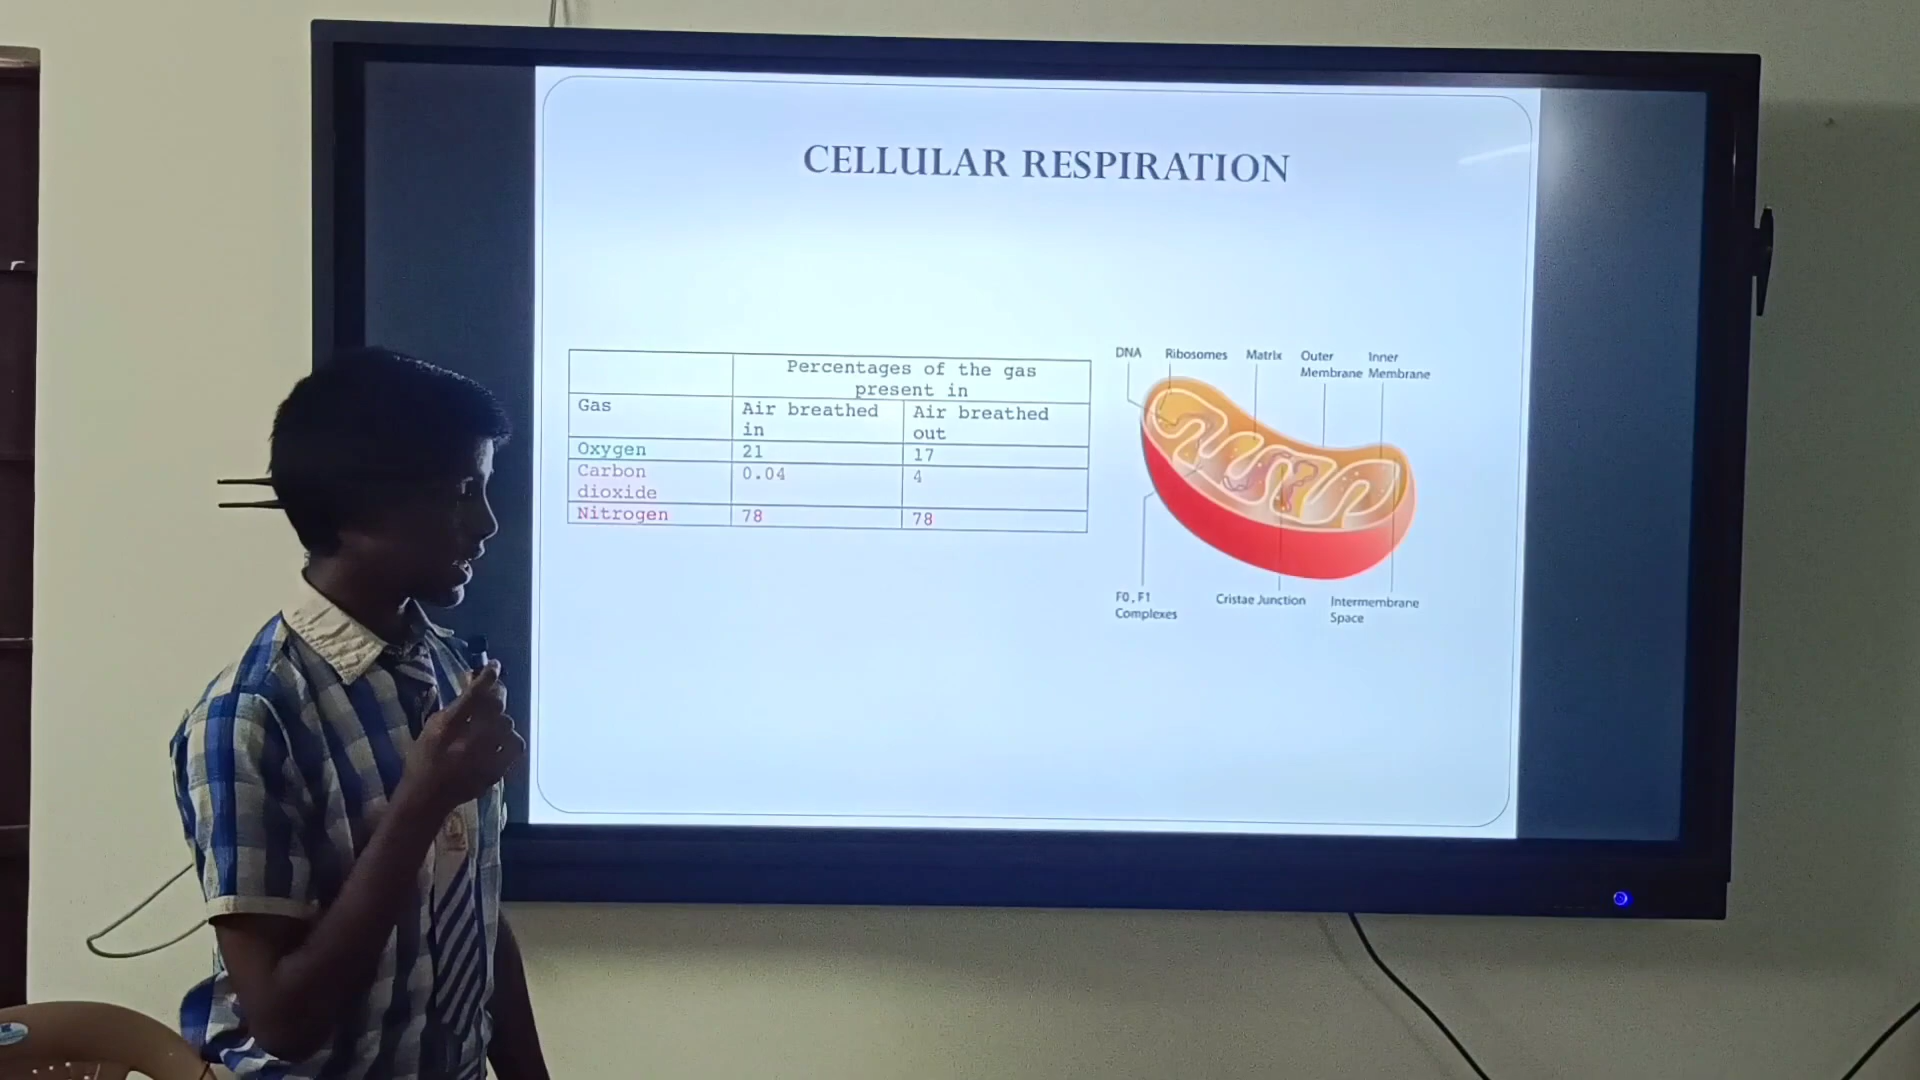 CELLULAR RESPIRATION
Percentages of the gas
present in
Gas
Air breathed
in
Air breathed
out
Oxygen
21
17
Carbon
dioxide
0.04
4
Nitrogen
78
78
DNA
Ribosomes
Matrix
Outer
Membrane
Inner
Membrane
F0, F1
Complexes
Cristae Junction
Intermembrane
Space